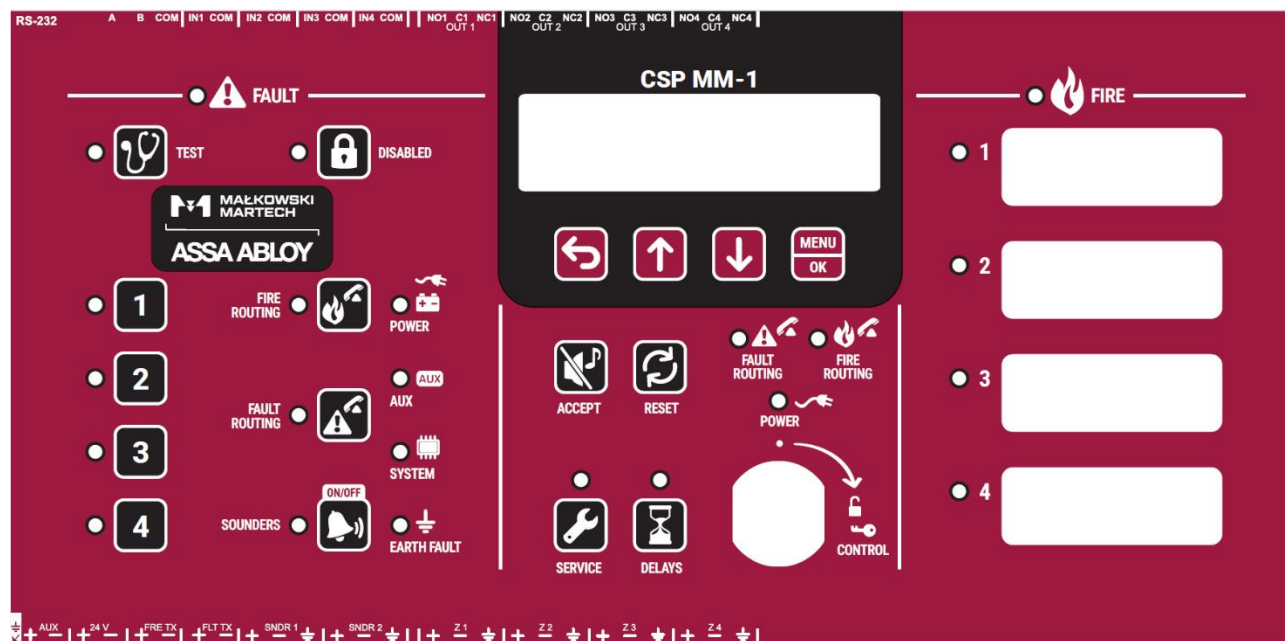 RS-232 A B COM IN1 COM IN2 COM IN3 COM IN4 COM NO1 C1 NC1 NO2 C2 NC2 NO3 C3 NC3 NO4 C4 NC4
OUT 1 OUT 2 OUT 3 OUT 4
FAULT
TEST
DISABLED
MAŁKOWSKI
MARTECH
ASSA ABLOY
1
2
3
4
FIRE
ROUTING
FAULT
ROUTING
ON/OFF
SOUNDERS
POWER
AUX
AUX
SYSTEM
EARTH FAULT
CSP MM-1
MENU
OK
ACCEPT
RESET
FAULT
ROUTING
FIRE
ROUTING
POWER
SERVICE
DELAYS
CONTROL
FIRE
1
2
3
4
+ AUX − + 24 V − + FRE TX − + FLT TX − + SNDR 1 − + SNDR 2 − + Z 1 − + Z 2 − + Z 3 − + Z 4 −